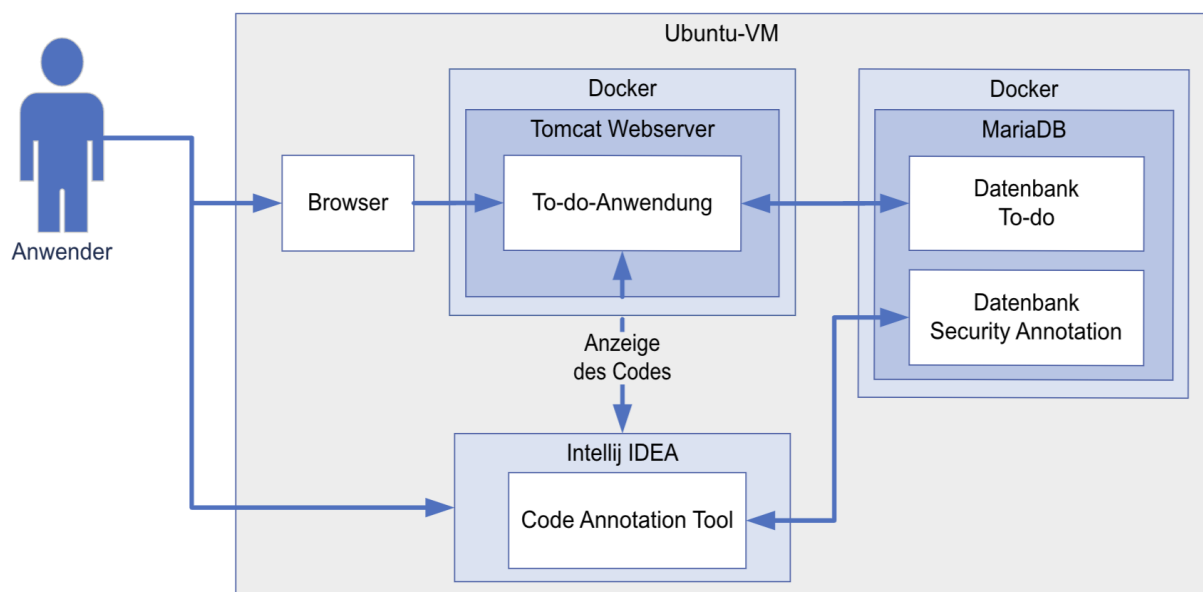 Ubuntu-VM
Anwender
Browser
Docker
Tomcat Webserver
To-do-Anwendung
Docker
MariaDB
Datenbank
To-do
Datenbank
Security Annotation
Anzeige
des Codes
Intellij IDEA
Code Annotation Tool